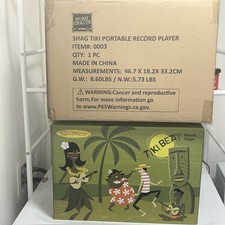 SHAG TIKI PORTABLE RECORD PLAYER
ITEM#: 0003
QTY: 1 PC
MADE IN CHINA
MEASUREMENTS: 46.7 X 18.2X 33.2CM
G.W.: 8.60LBS / N.W.:5.73 LBS
WARNING:Cancer and Reproductive
Harm.For more information go
to www.P65Warnings.ca.gov.
TIKI BEAT